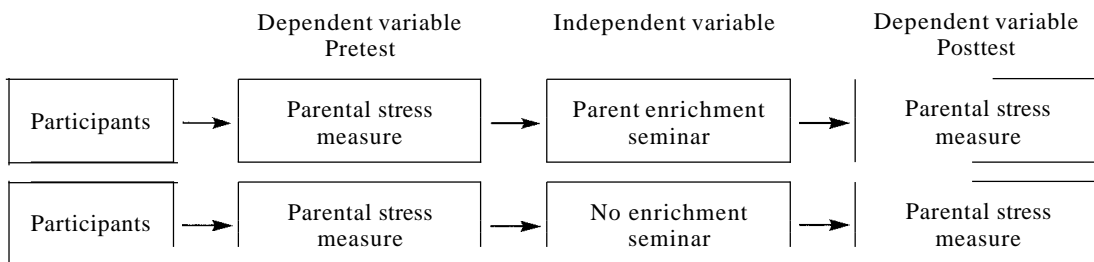 Dependent variable
Pretest
Independent variable
Dependent variable
Posttest
Participants
Parental stress
measure
Parent enrichment
seminar
Parental stress
measure
Participants
Parental stress
measure
No enrichment
seminar
Parental stress
measure